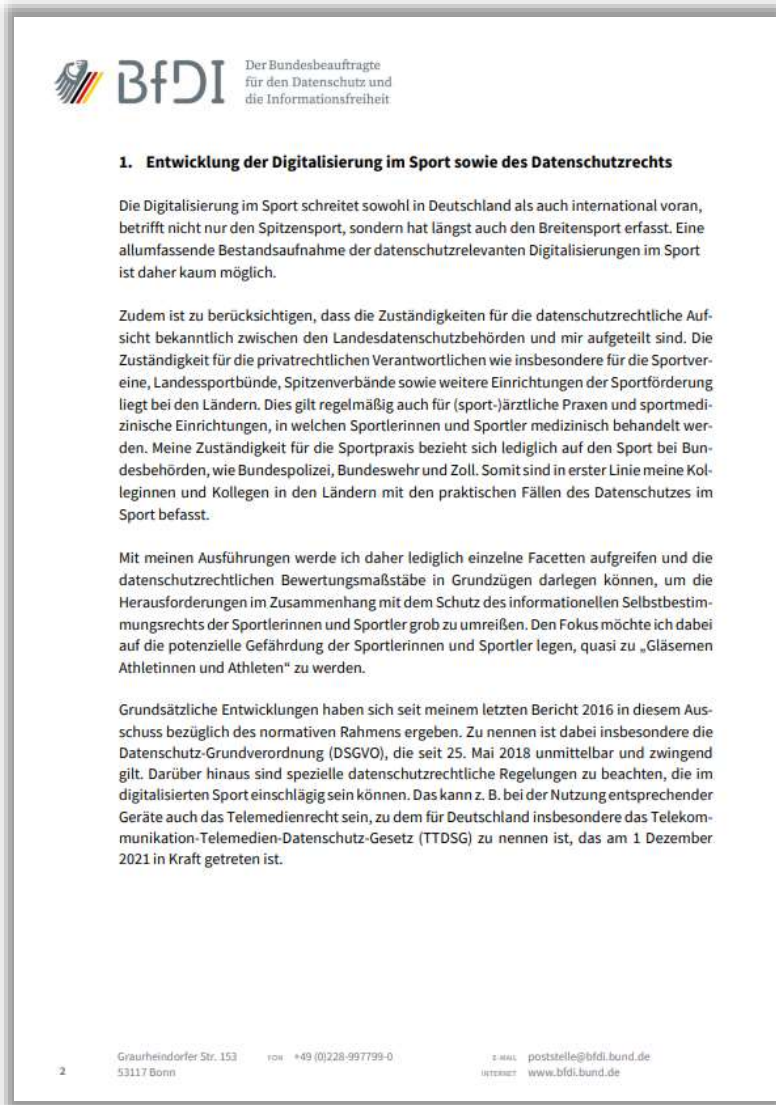 BfDI
Der Bundesbeauftragte
für den Datenschutz und
die Informationsfreiheit
1. Entwicklung der Digitalisierung im Sport sowie des Datenschutzrechts
Die Digitalisierung im Sport schreitet sowohl in Deutschland als auch international voran,
betrifft nicht nur den Spitzensport, sondern hat längst auch den Breitensport erfasst. Eine
allumfassende Bestandsaufnahme der datenschutzrelevanten Digitalisierungen im Sport
ist daher kaum möglich.
Zudem ist zu berücksichtigen, dass die Zuständigkeiten für die datenschutzrechtliche Auf-
sicht bekanntlich zwischen den Landesdatenschutzbehörden und mir aufgeteilt sind. Die
Zuständigkeit für die privatrechtlichen Verantwortlichen wie insbesondere für die Sportver-
eine, Landessportbünde, Spitzenverbände sowie weitere Einrichtungen der Sportförderung
liegt bei den Ländern. Dies gilt regelmäßig auch für (sport-)ärztliche Praxen und sportmedi-
zinische Einrichtungen, in welchen Sportlerinnen und Sportler medizinisch behandelt wer-
den. Meine Zuständigkeit für die Sportpraxis bezieht sich lediglich auf den Sport bei Bun-
desbehörden, wie Bundespolizei, Bundeswehr und Zoll. Somit sind in erster Linie meine Kol-
leginnen und Kollegen in den Ländern mit den praktischen Fällen des Datenschutzes im
Sport befasst.
Mit meinen Ausführungen werde ich daher lediglich einzelne Facetten aufgreifen und die
datenschutzrechtlichen Bewertungsmaßstäbe in Grundzügen darlegen können, um die
Herausforderungen im Zusammenhang mit dem Schutz des informationellen Selbstbestim-
mungsrechts der Sportlerinnen und Sportler grob zu umreißen. Den Fokus möchte ich dabei
auf die potenzielle Gefährdung der Sportlerinnen und Sportler legen, quasi zu „Gläsernen
Athletinnen und Athleten“ zu werden.
Grundsätzliche Entwicklungen haben sich seit meinem letzten Bericht 2016 in diesem Aus-
schuss bezüglich des normativen Rahmens ergeben. Zu nennen ist dabei insbesondere die
Datenschutz-Grundverordnung (DSGVO), die seit 25. Mai 2018 unmittelbar und zwingend
gilt. Darüber hinaus sind spezielle datenschutzrechtliche Regelungen zu beachten, die im
digitalisierten Sport einschlägig sein können. Das kann z. B. bei der Nutzung entsprechender
Geräte auch das Telemedienrecht sein, zu dem für Deutschland insbesondere das Telekom-
munikation-Telemedien-Datenschutz-Gesetz (TTDSG) zu nennen ist, das am 1 Dezember
2021 in Kraft getreten ist.
Graurheindorfer Str. 153 FON +49 (0)228-997799-0 E-MAIL poststelle@bfdi.bund.de
2 53117 Bonn INTERNET www.bfdi.bund.de